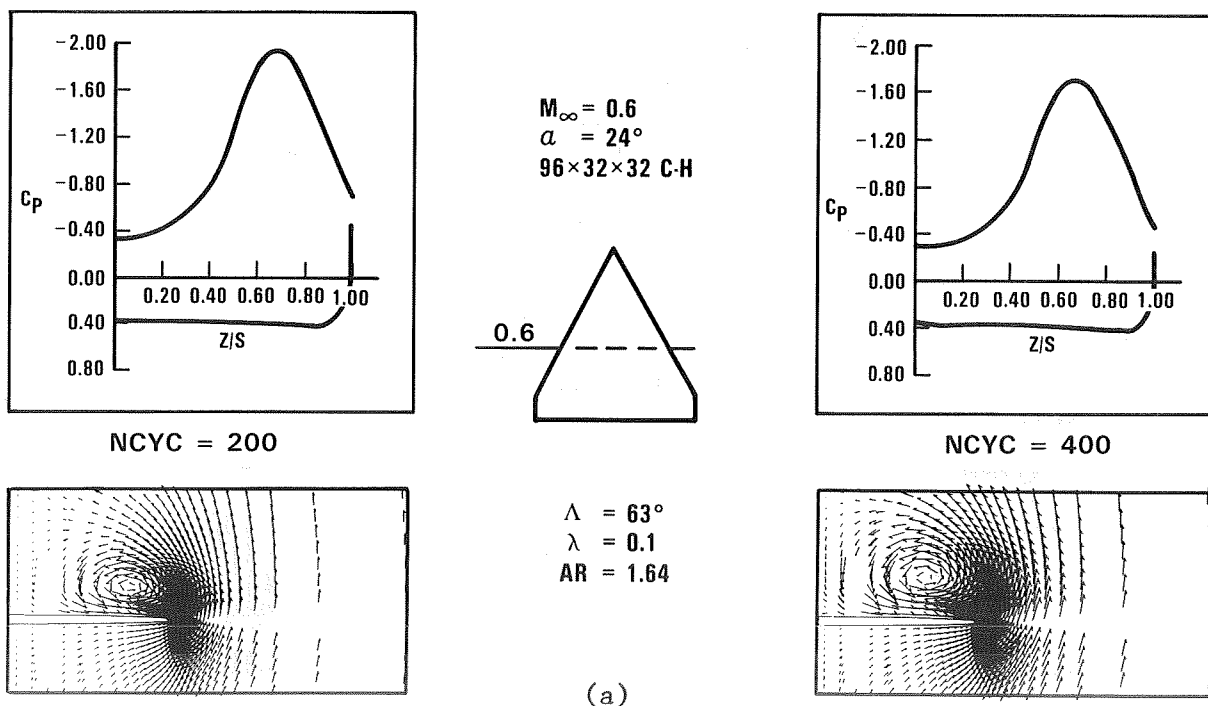 -2.00
-1.60
-1.20
-0.80
-0.40
0.00
0.40
0.80
CP
0.20 0.40 0.60 0.80 1.00
Z/S
NCYC = 200
M∞ = 0.6
α = 24°
96×32×32 C-H
0.6
Λ = 63°
λ = 0.1
AR = 1.64
-2.00
-1.60
-1.20
-0.80
-0.40
0.00
0.40
0.80
CP
0.20 0.40 0.60 0.80 1.00
Z/S
NCYC = 400
(a)